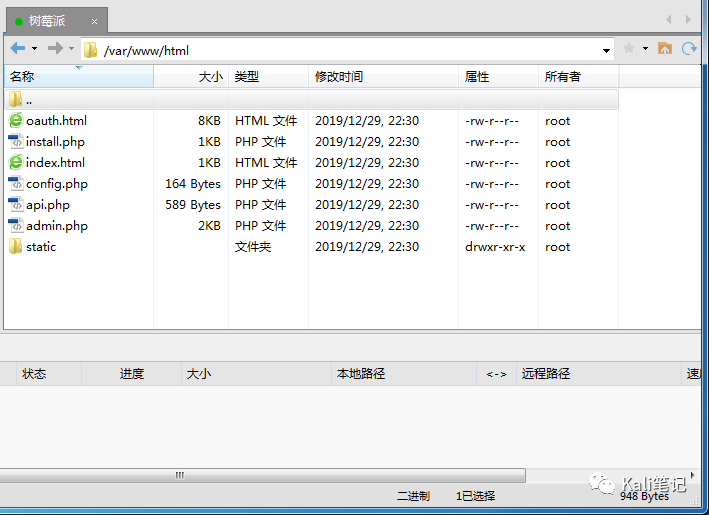 树莓派 ×
/var/www/html
名称 大小 类型 修改时间 属性 所有者
..
oauth.html 8KB HTML 文件 2019/12/29, 22:30 -rw-r--r-- root
install.php 1KB PHP 文件 2019/12/29, 22:30 -rw-r--r-- root
index.html 1KB HTML 文件 2019/12/29, 22:30 -rw-r--r-- root
config.php 164 Bytes PHP 文件 2019/12/29, 22:30 -rw-r--r-- root
api.php 589 Bytes PHP 文件 2019/12/29, 22:30 -rw-r--r-- root
admin.php 2KB PHP 文件 2019/12/29, 22:30 -rw-r--r-- root
static 文件夹 2019/12/29, 22:30 drwxr-xr-x root
状态 进度 大小 本地路径 <-> 远程路径
Kali笔记
二进制 1已选择 948 Bytes